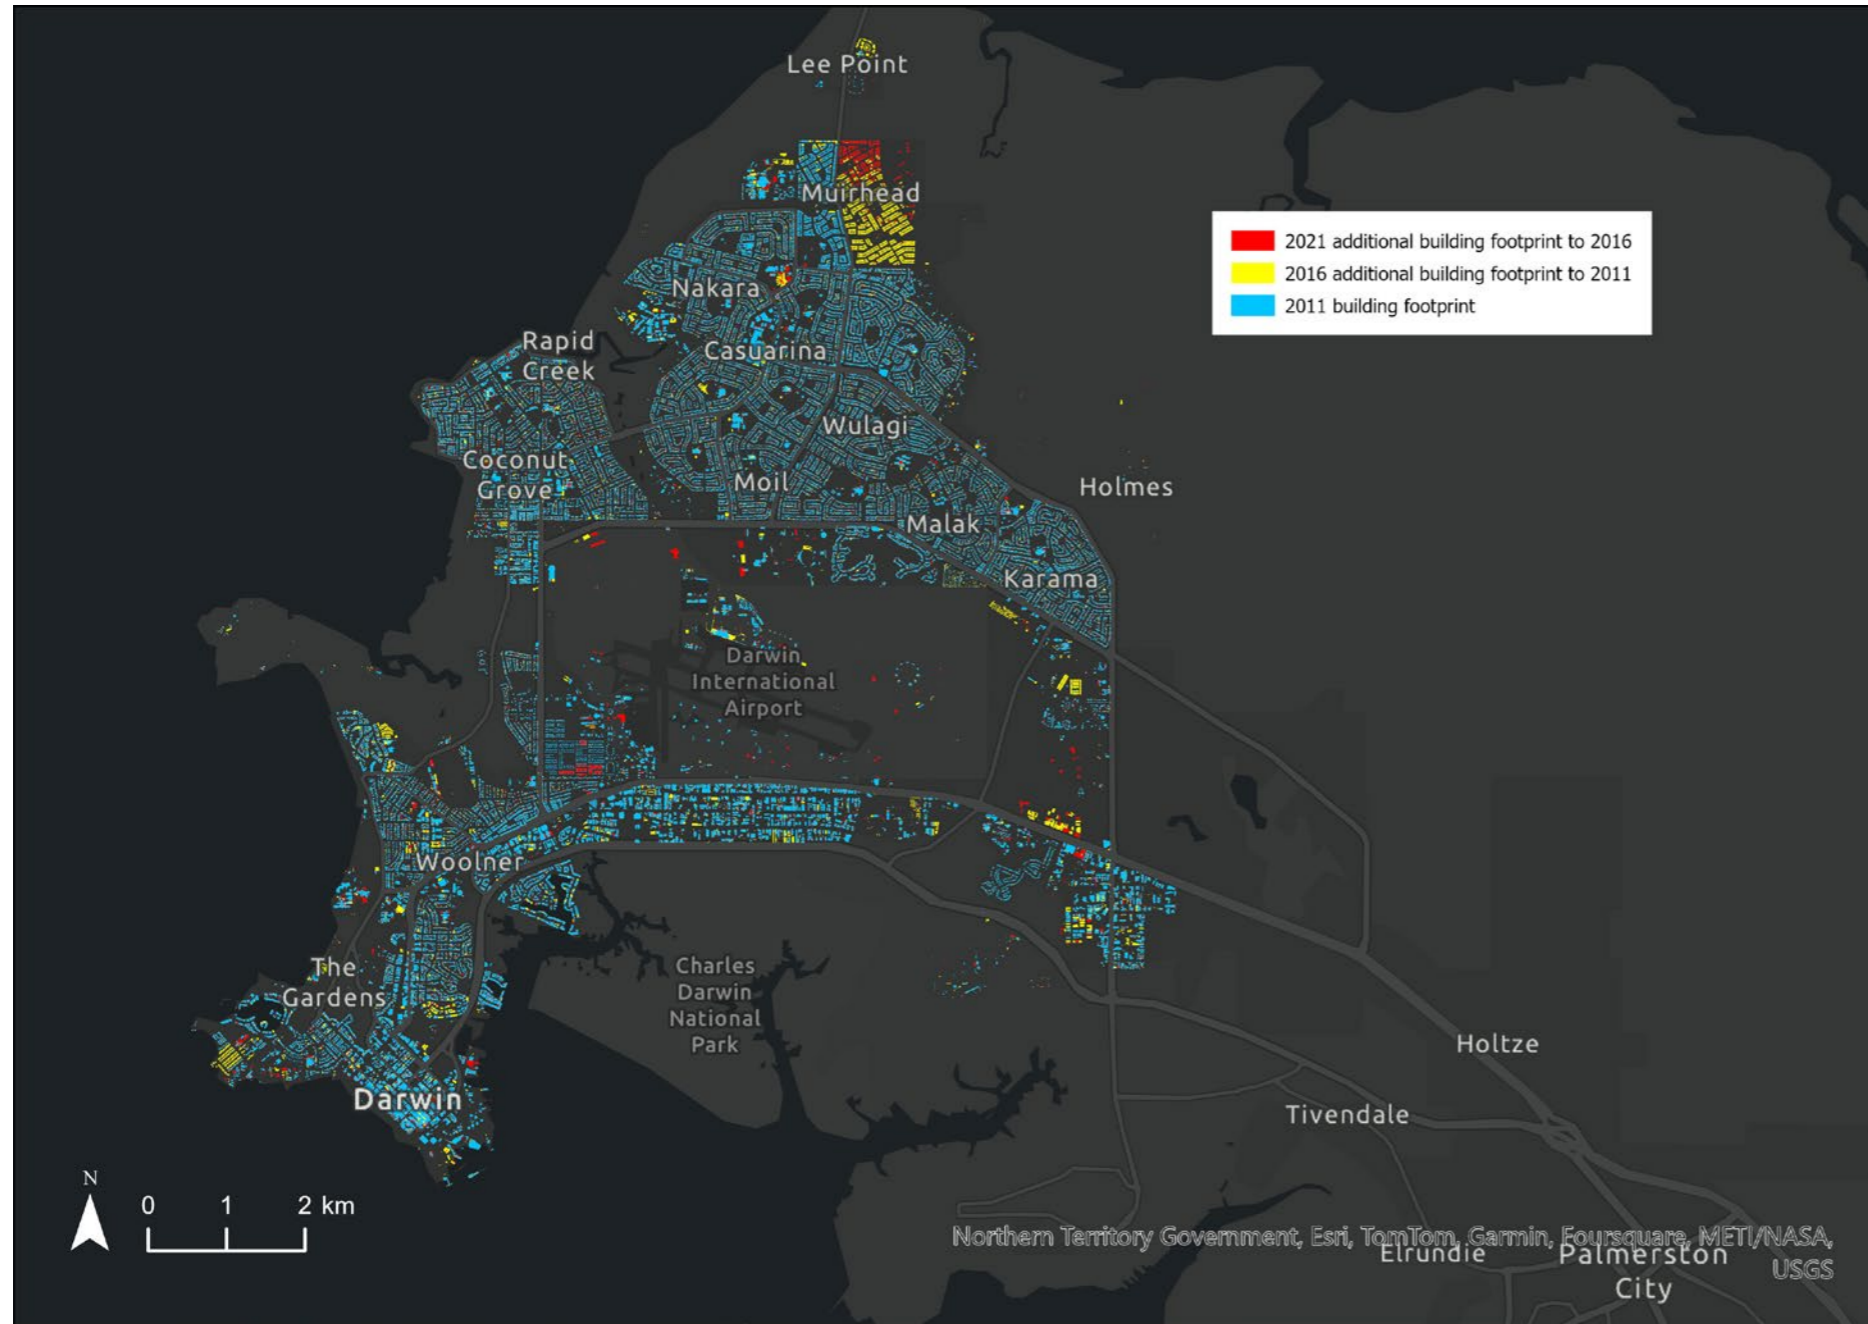 Lee Point
Muirhead
2021 additional building footprint to 2016
2016 additional building footprint to 2011
2011 building footprint
Nakara
Rapid
Creek
Casuarina
Wulagi
Coconut
Grove
Moil
Holmes
Malak
Karama
Darwin
International
Airport
Woolner
The
Gardens
Charles
Darwin
National
Park
Holtze
Darwin
Tivendale
N
0 1 2 km
Northern Territory Government, Esri, TomTom, Garmin, Foursquare, METI/NASA,
USGS
Elrundie
Palmerston
City